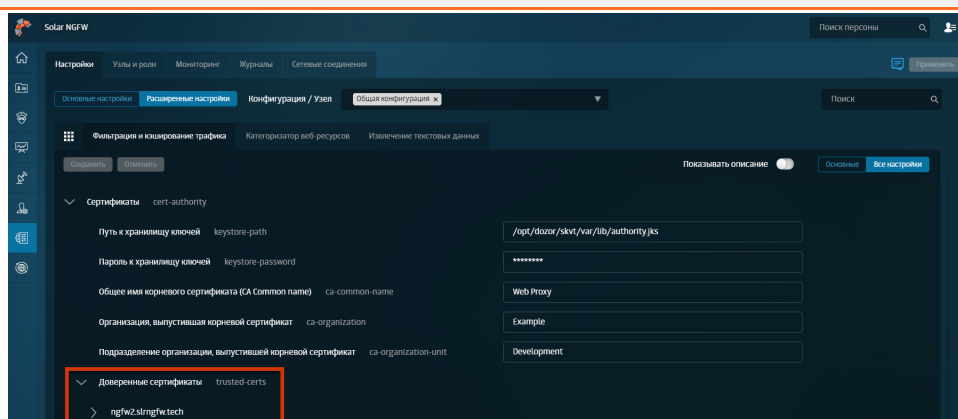 Solar NGFW
Поиск персоны
Настройки Узлы и роли Мониторинг Журналы Сетевые соединения
Применить
Основные настройки Расширенные настройки Конфигурация / Узел Общая конфигурация × Поиск
Фильтрация и кэширование трафика Категоризатор веб-ресурсов Извлечение текстовых данных
Сохранить Отменить Показывать описание Основные Все настройки
Сертификаты cert-authority
Путь к хранилищу ключей keystore-path /opt/dozor/skvt/var/lib/authority.jks
Пароль к хранилищу ключей keystore-password ********
Общее имя корневого сертификата (CA Common name) ca-common-name Web Proxy
Организация, выпустившая корневой сертификат ca-organization Example
Подразделение организации, выпустившей корневой сертификат ca-organization-unit Development
Доверенные сертификаты trusted-certs
ngfw2.slrngfw.tech